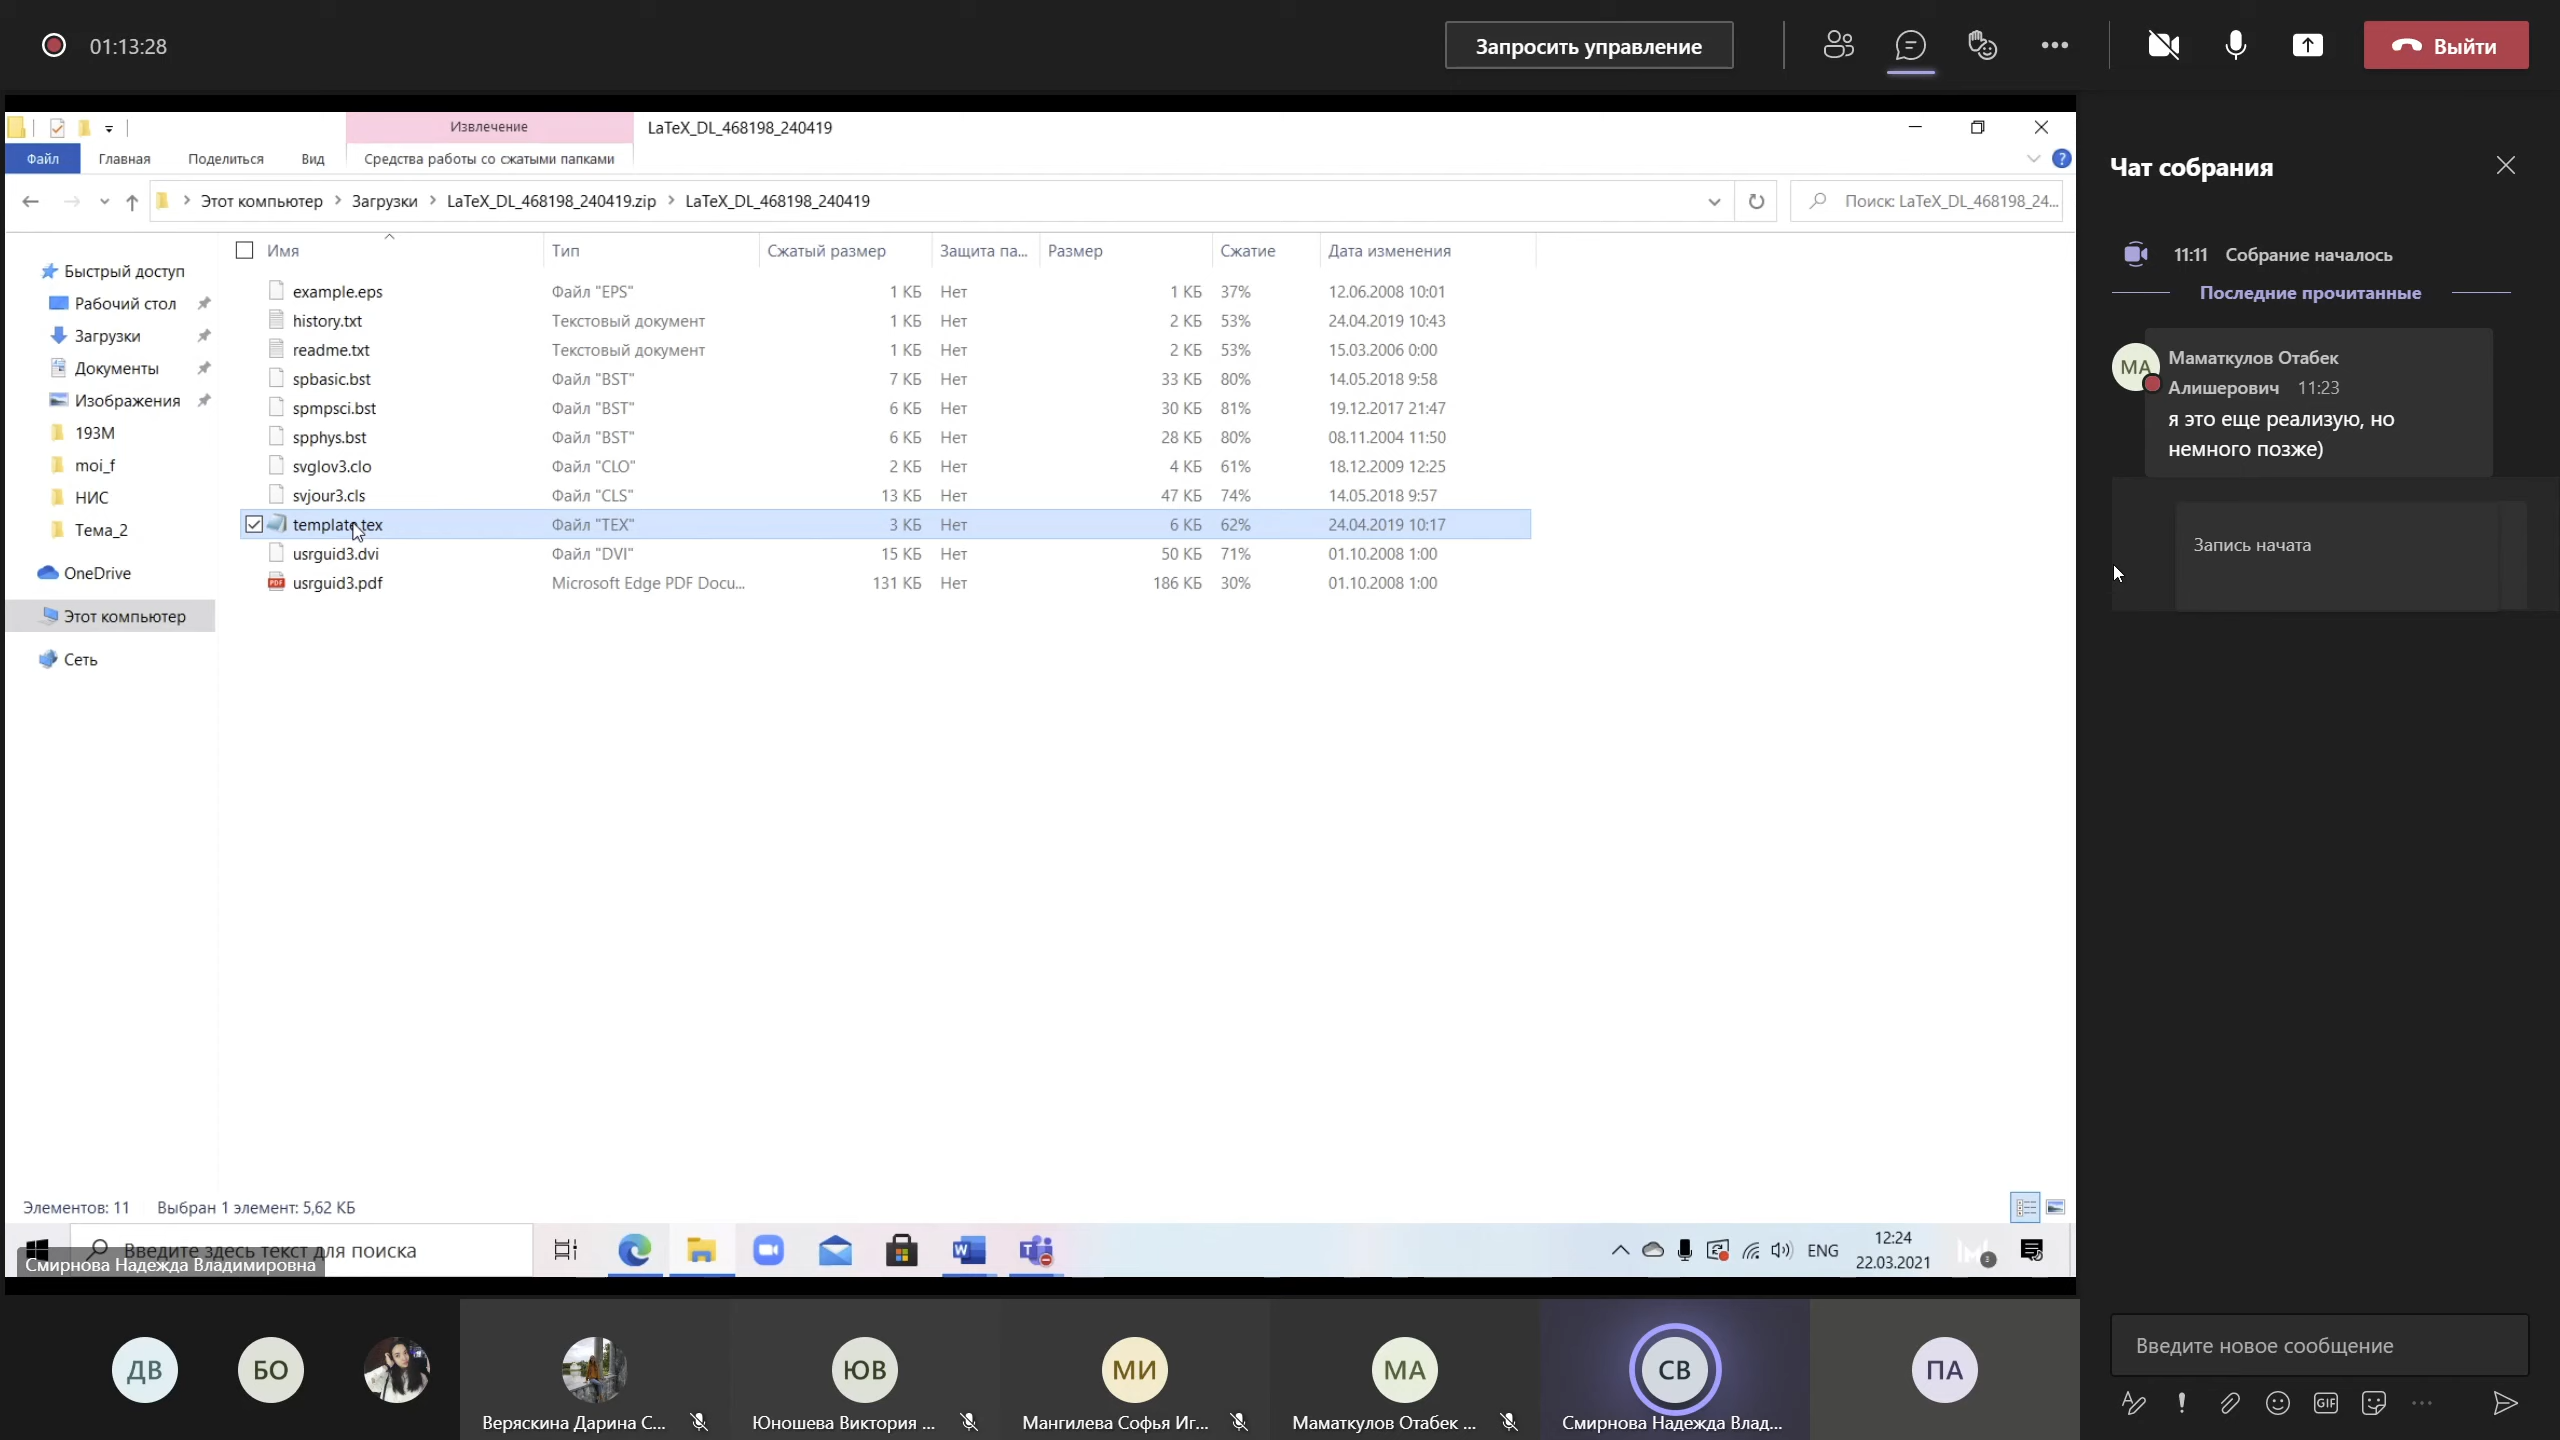 01:13:28
Запросить управление
Выйти
Извлечение
LaTeX_DL_468198_240419
Файл
Главная
Поделиться
Вид
Средства работы со сжатыми папками
Этот компьютер
Загрузки
LaTeX_DL_468198_240419.zip
LaTeX_DL_468198_240419
Поиск: LaTeX_DL_468198_24...
Имя Тип Сжатый размер Защита па... Размер Сжатие Дата изменения
example.eps Файл "EPS" 1 КБ Нет 1 КБ 37% 12.06.2008 10:01
history.txt Текстовый документ 1 КБ Нет 2 КБ 53% 24.04.2019 10:43
readme.txt Текстовый документ 1 КБ Нет 2 КБ 53% 15.03.2006 0:00
spbasic.bst Файл "BST" 7 КБ Нет 33 КБ 80% 14.05.2018 9:58
spmpsci.bst Файл "BST" 6 КБ Нет 30 КБ 81% 19.12.2017 21:47
spphys.bst Файл "BST" 6 КБ Нет 28 КБ 80% 08.11.2004 11:50
svglov3.clo Файл "CLO" 2 КБ Нет 4 КБ 61% 18.12.2009 12:25
svjour3.cls Файл "CLS" 13 КБ Нет 47 КБ 74% 14.05.2018 9:57
template.tex Файл "TEX" 3 КБ Нет 6 КБ 62% 24.04.2019 10:17
usrguid3.dvi Файл "DVI" 15 КБ Нет 50 КБ 71% 01.10.2008 1:00
usrguid3.pdf Microsoft Edge PDF Docu... 131 КБ Нет 186 КБ 30% 01.10.2008 1:00
Быстрый доступ
Рабочий стол
Загрузки
Документы
Изображения
193М
moi_f
НИС
Тема_2
OneDrive
Этот компьютер
Сеть
Элементов: 11
Выбран 1 элемент: 5,62 КБ
Введите здесь текст для поиска
Смирнова Надежда Владимировна
ENG
12:24
22.03.2021
3
Чат собрания
11:11 Собрание началось
Последние прочитанные
МА
Маматкулов Отабек
Алишерович 11:23
я это еще реализую, но
немного позже)
Запись начата
Введите новое сообщение
GIF
ДВ
БО
Веряскина Дарина С...
ЮВ
Юношева Виктория ...
МИ
Мангилева Софья Иг...
МА
Маматкулов Отабек ...
СВ
Смирнова Надежда Влад...
ПА